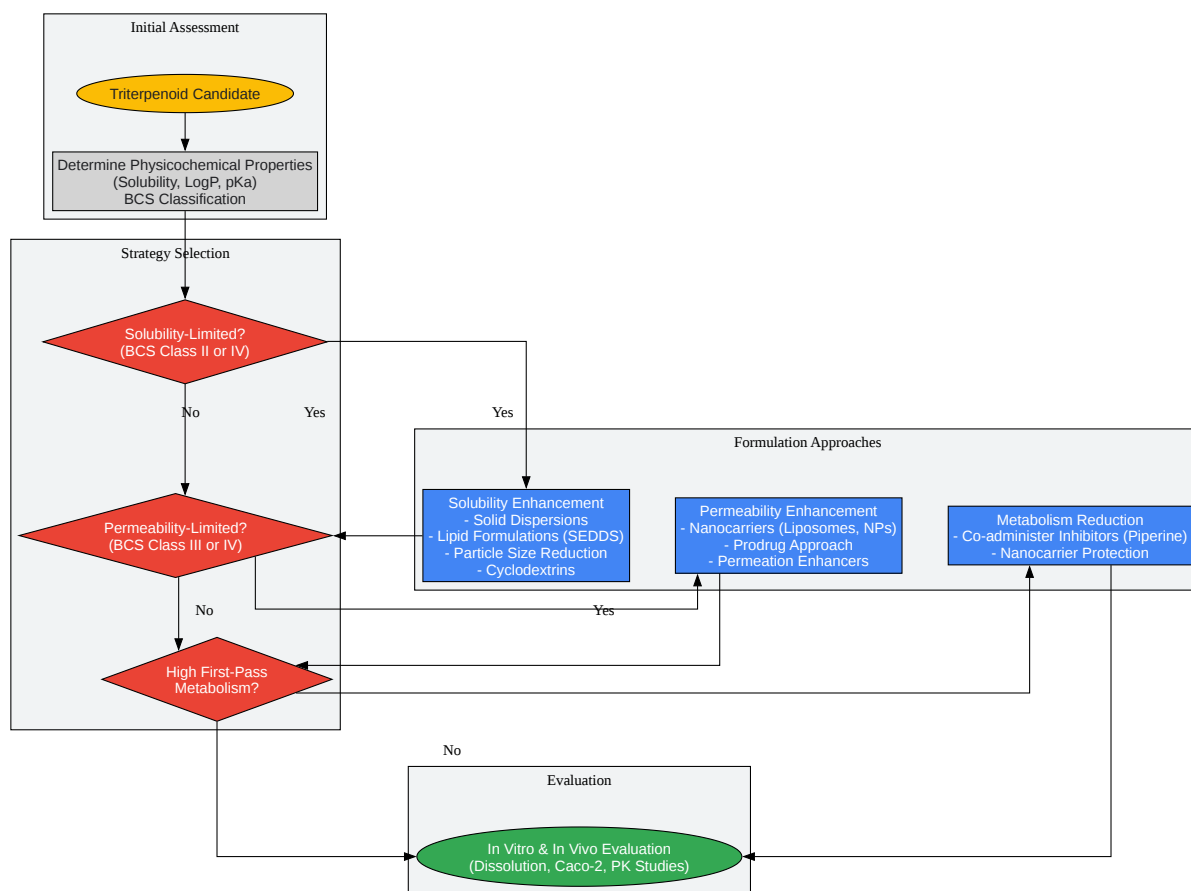 Initial Assessment
Triterpenoid Candidate
Determine Physicochemical Properties
(Solubility, LogP, pKa)
BCS Classification
Strategy Selection
Solubility-Limited?
(BCS Class II or IV)
No
Yes
Yes
Formulation Approaches
Solubility Enhancement
- Solid Dispersions
- Lipid Formulations (SEDDS)
- Particle Size Reduction
- Cyclodextrins
Permeability Enhancement
- Nanocarriers (Liposomes, NPs)
- Prodrug Approach
- Permeation Enhancers
Metabolism Reduction
- Co-administer Inhibitors (Piperine)
- Nanocarrier Protection
Permeability-Limited?
(BCS Class III or IV)
No
Yes
High First-Pass
Metabolism?
No
Evaluation
In Vitro & In Vivo Evaluation
(Dissolution, Caco-2, PK Studies)